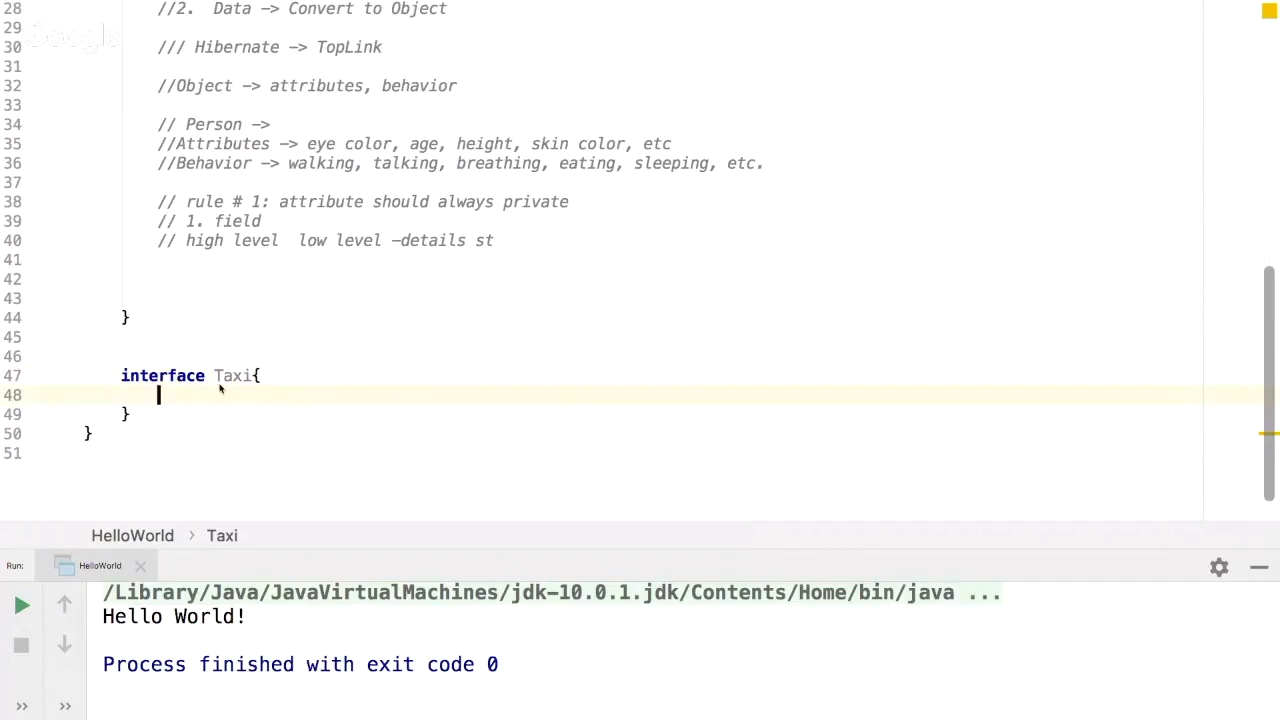 28 //2.  Data -> Convert to Object
29
30 /// Hibernate -> TopLink
31
32 //Object -> attributes, behavior
33
34 // Person ->
35 //Attributes -> eye color, age, height, skin color, etc
36 //Behavior -> walking, talking, breathing, eating, sleeping, etc.
37
38 // rule # 1: attribute should always private
39 // 1. field
40 // high level  low level -details st
41
42
43
44 }
45
46
47 interface Taxi{
48
49 }
50 }
51
Google
HelloWorld > Taxi
Run: HelloWorld
/Library/Java/JavaVirtualMachines/jdk-10.0.1.jdk/Contents/Home/bin/java ...
Hello World!
Process finished with exit code 0